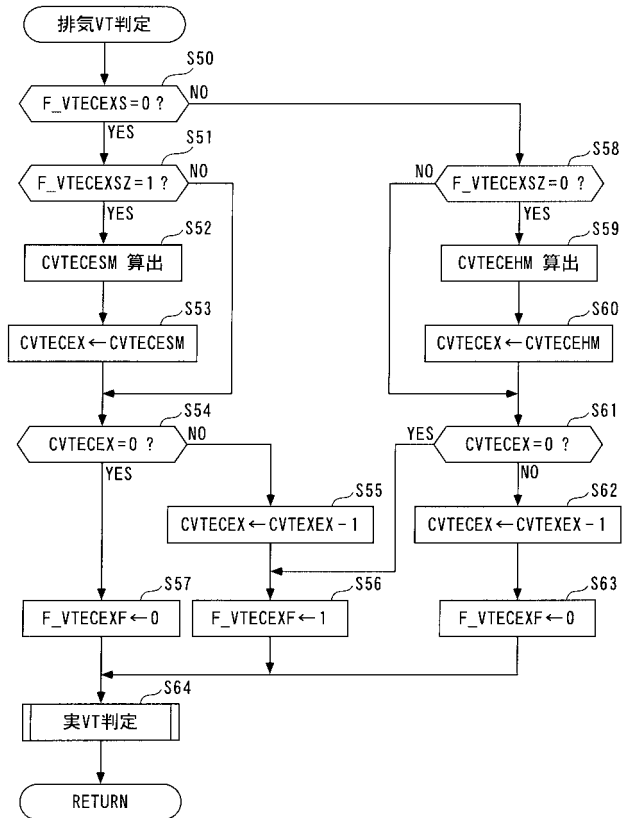 排気VT判定
S50
F_VTECEXS=0 ?
NO
YES
S51
F_VTECEXSZ=1 ?
NO
YES
S52
CVTECESM 算出
S53
CVTECEX←CVTECESM
S58
NO
F_VTECEXSZ=0 ?
YES
S59
CVTECEHM 算出
S60
CVTECEX←CVTECEHM
S54
CVTECEX=0 ?
NO
YES
S61
YES
CVTECEX=0 ?
NO
S55
CVTECEX←CVTEXEX-1
S62
CVTECEX←CVTEXEX-1
S57
F_VTECEXF←0
S56
F_VTECEXF←1
S63
F_VTECEXF←0
S64
実VT判定
RETURN